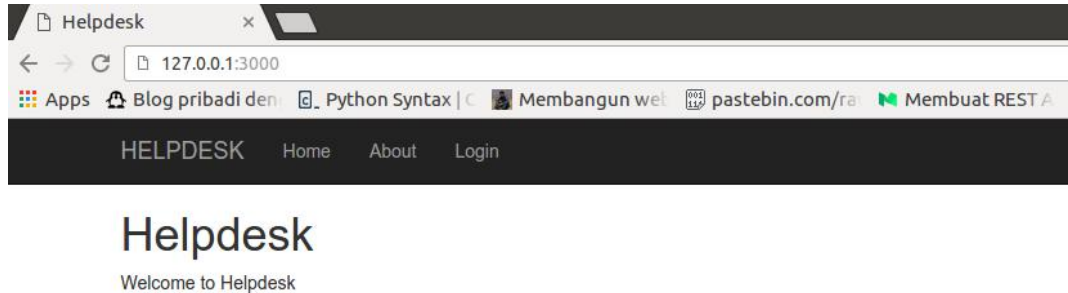 Helpdesk
127.0.0.1:3000
Apps Blog pribadi den Python Syntax | C Membangun web pastebin.com/ra Membuat REST A
HELPDESK Home About Login
Helpdesk
Welcome to Helpdesk